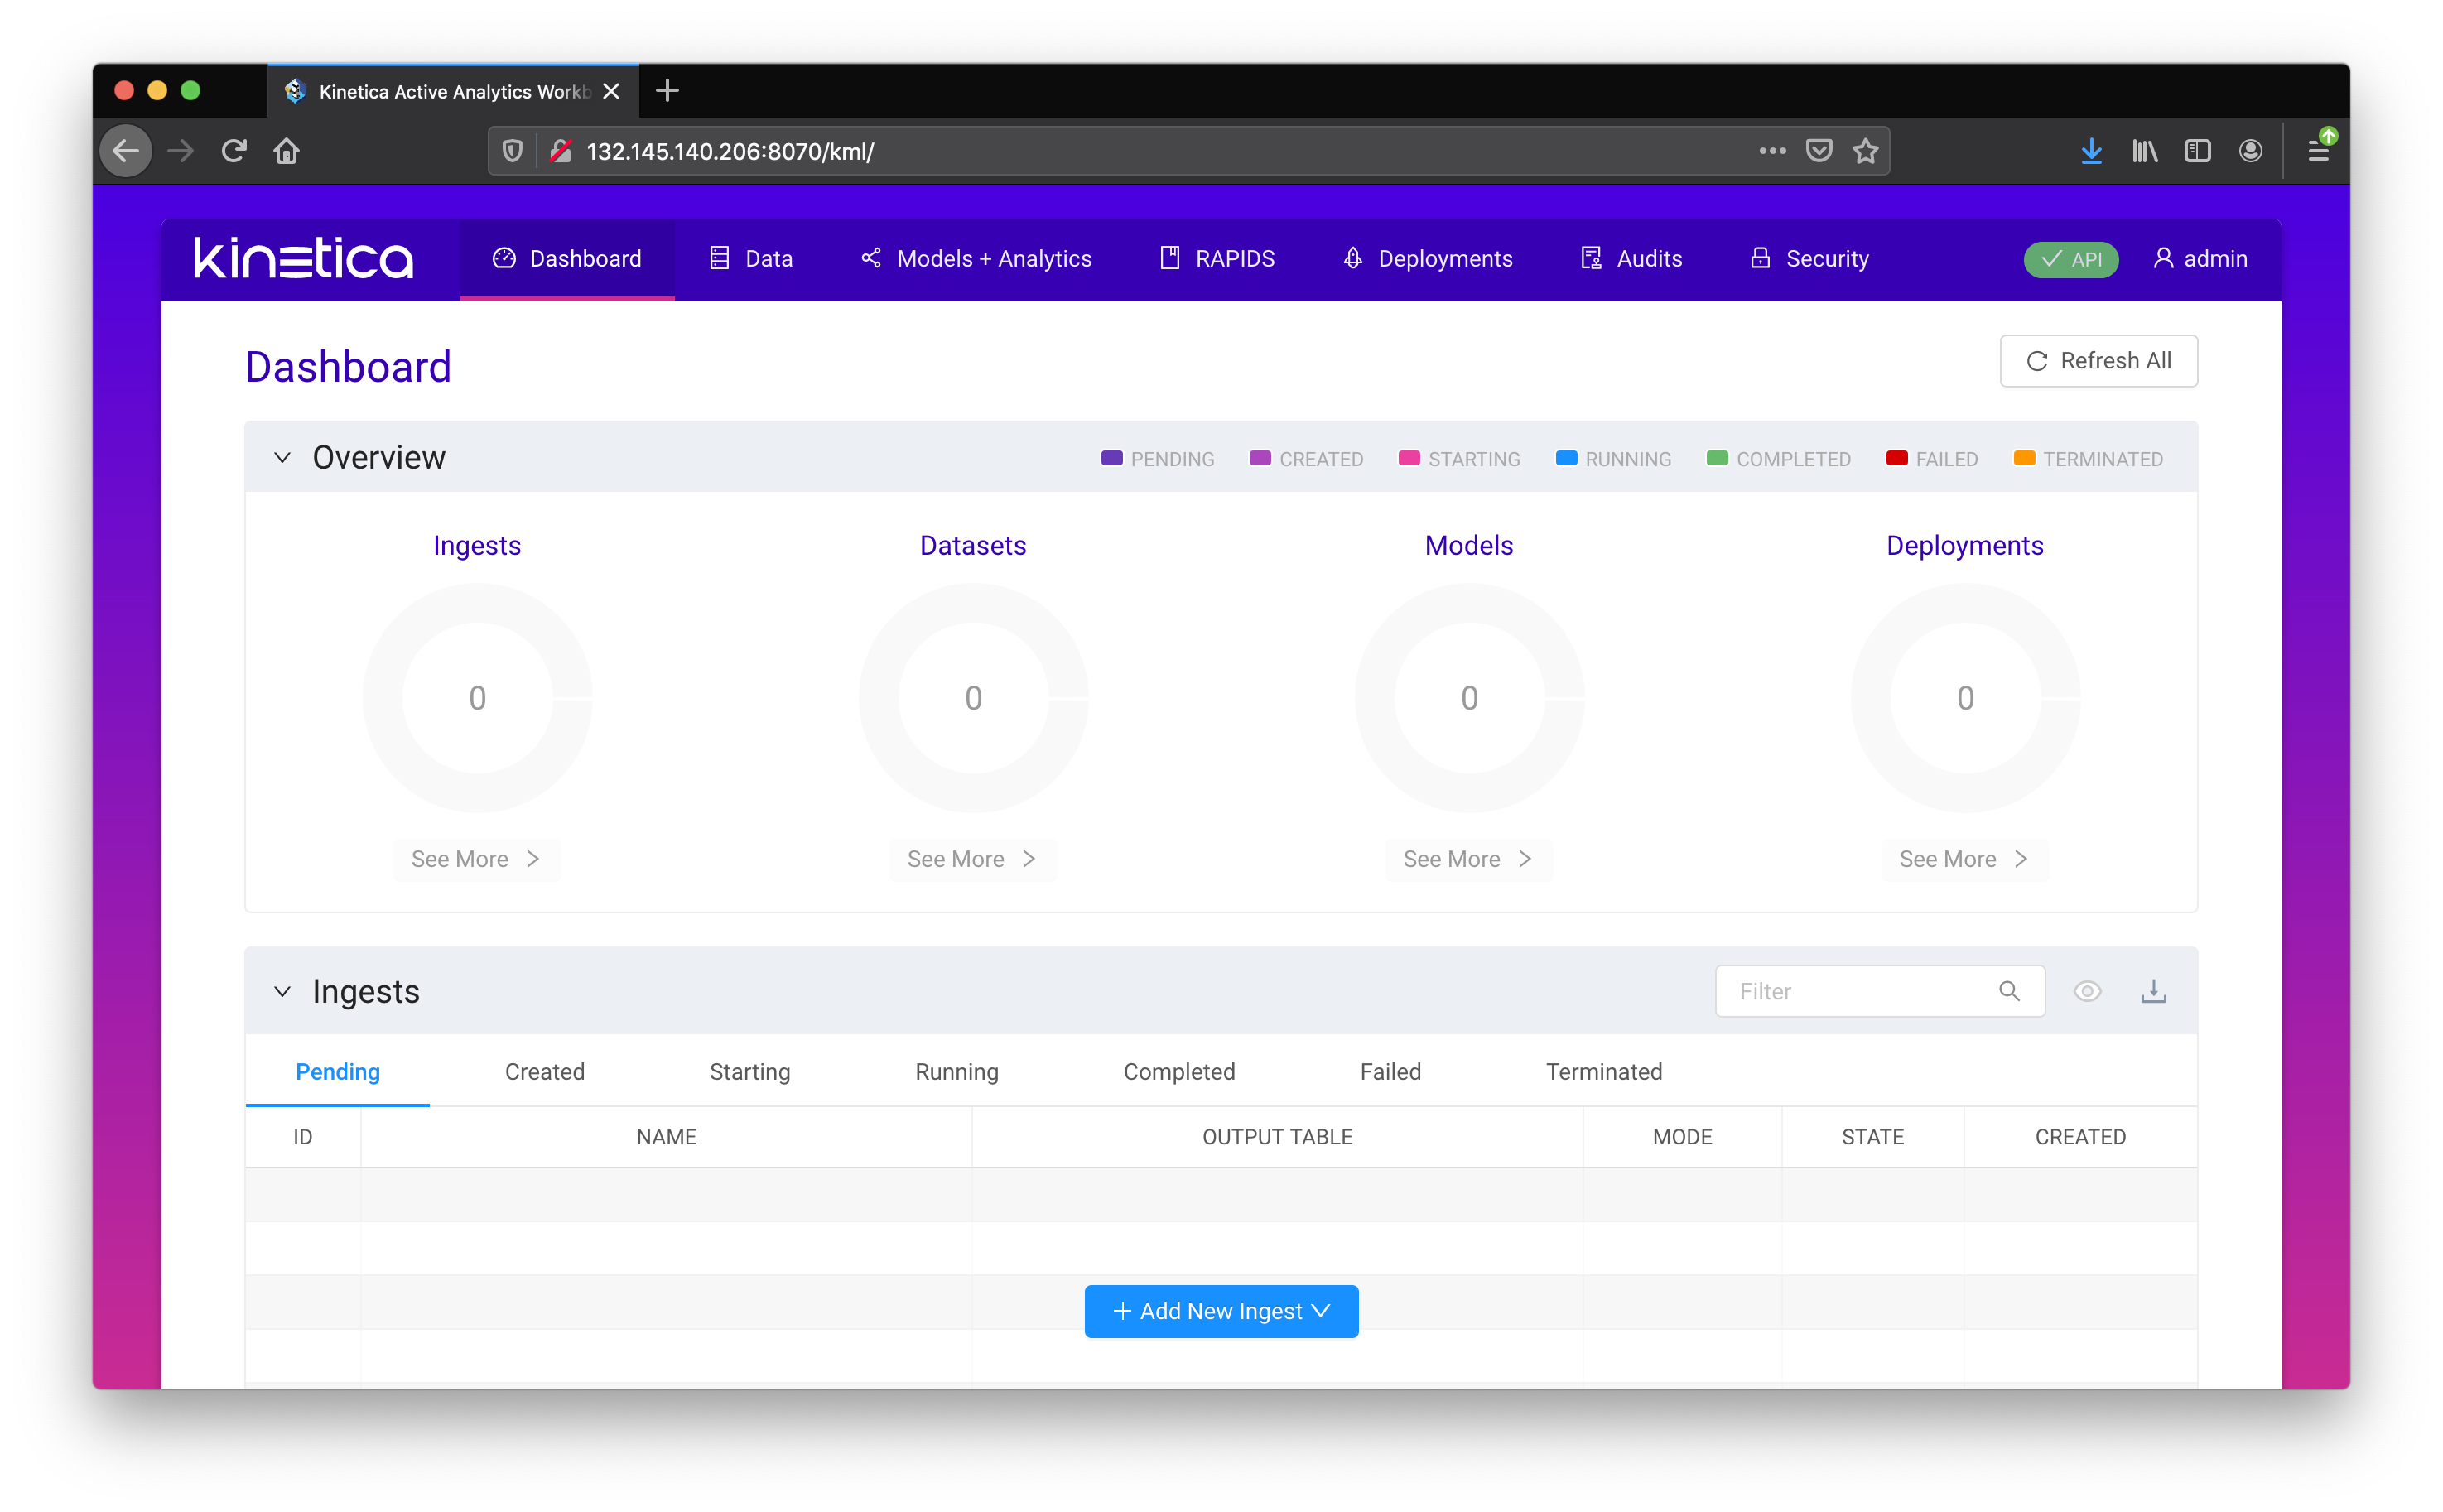 Kinetica Active Analytics Workb
132.145.140.206:8070/kml/
kinetica Dashboard Data Models + Analytics RAPIDS Deployments Audits Security API admin
Dashboard Refresh All
Overview PENDING CREATED STARTING RUNNING COMPLETED FAILED TERMINATED
Ingests Datasets Models Deployments
0 0 0 0
See More See More See More See More
Ingests Filter
Pending Created Starting Running Completed Failed Terminated
ID NAME OUTPUT TABLE MODE STATE CREATED
+ Add New Ingest